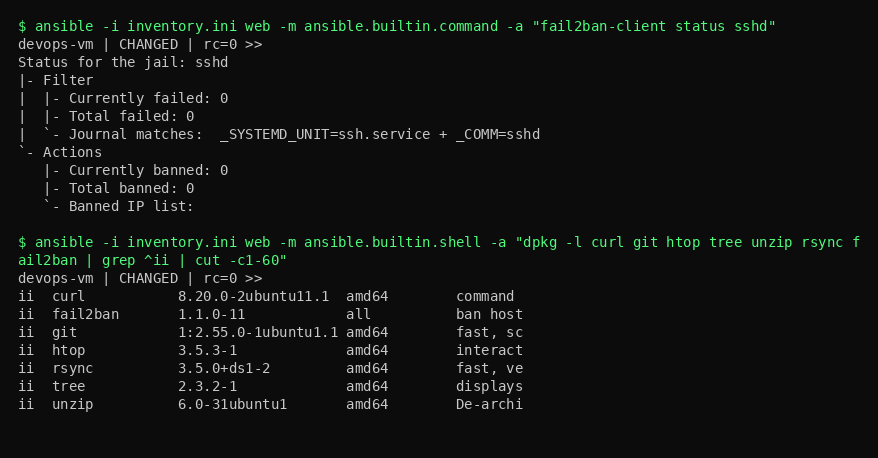 $ ansible -i inventory.ini web -m ansible.builtin.command -a "fail2ban-client status sshd"
devops-vm | CHANGED | rc=0 >>
Status for the jail: sshd
|- Filter
|  |- Currently failed: 0
|  |- Total failed: 0
|  `- Journal matches:  _SYSTEMD_UNIT=ssh.service + _COMM=sshd
`- Actions
   |- Currently banned: 0
   |- Total banned: 0
   `- Banned IP list:

$ ansible -i inventory.ini web -m ansible.builtin.shell -a "dpkg -l curl git htop tree unzip rsync f
ail2ban | grep ^ii | cut -c1-60"
devops-vm | CHANGED | rc=0 >>
ii  curl           8.20.0-2ubuntu11.1  amd64        command
ii  fail2ban       1.1.0-11            all          ban host
ii  git            1:2.55.0-1ubuntu1.1 amd64        fast, sc
ii  htop           3.5.3-1             amd64        interact
ii  rsync          3.5.0+ds1-2         amd64        fast, ve
ii  tree           2.3.2-1             amd64        displays
ii  unzip          6.0-31ubuntu1       amd64        De-archi